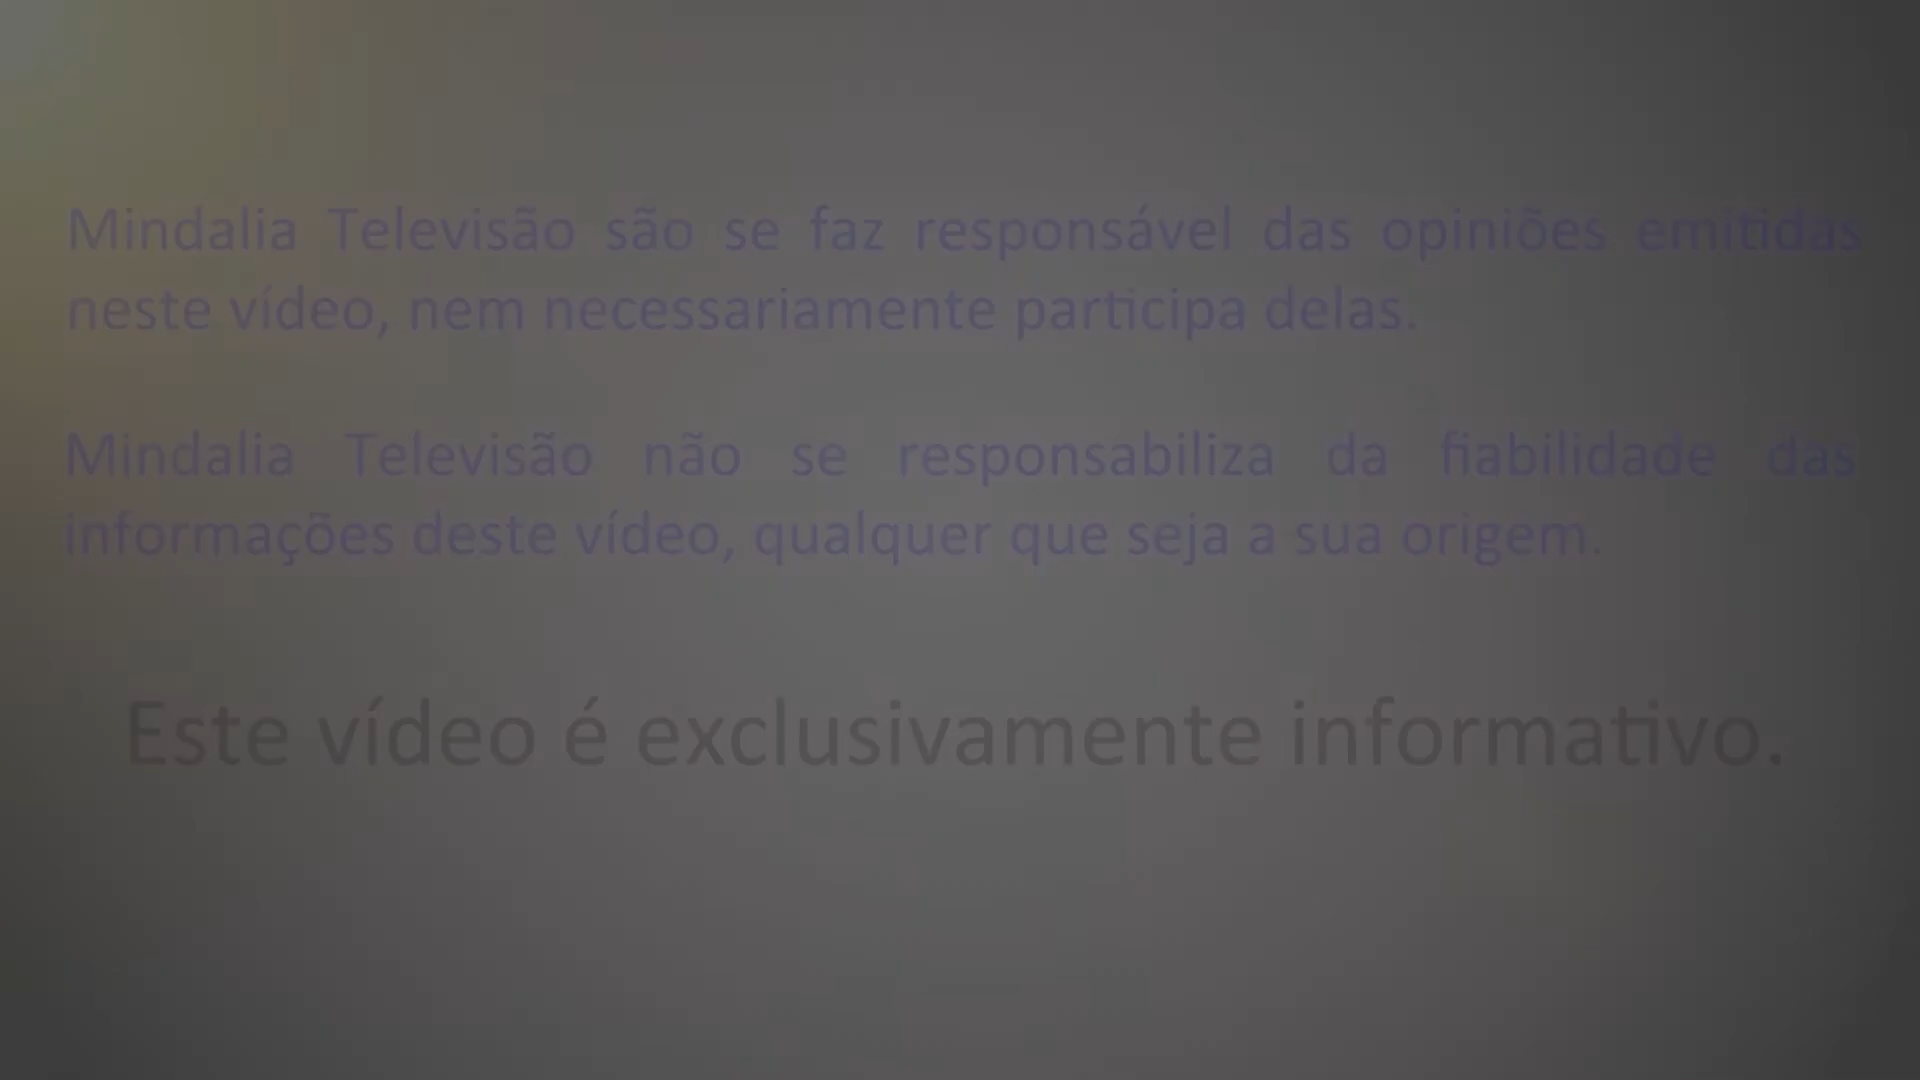 Mindalia Televisão são se faz responsável das opiniões emitidas
neste vídeo, nem necessariamente participa delas.
Mindalia Televisão não se responsabiliza da fiabilidade das
informações deste vídeo, qualquer que seja a sua origem.
Este vídeo é exclusivamente informativo.